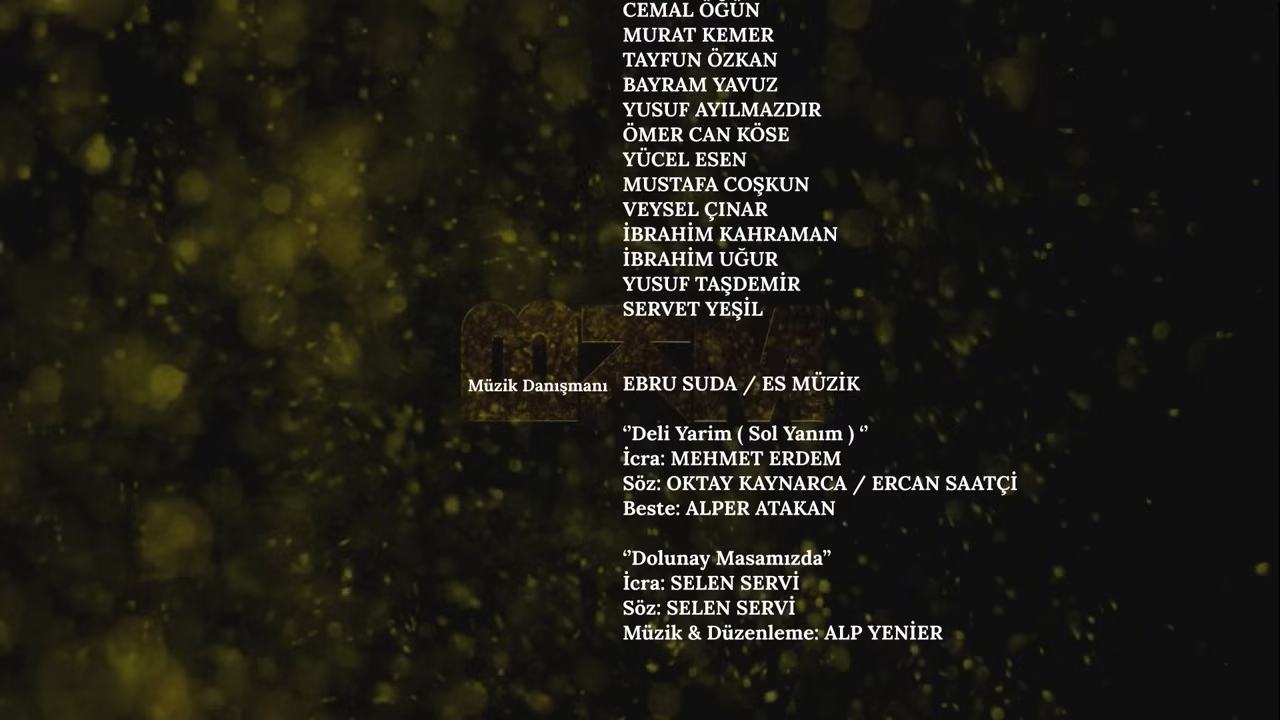 CEMAL ÖĞÜN
MURAT KEMER
TAYFUN ÖZKAN
BAYRAM YAVUZ
YUSUF AYILMAZDIR
ÖMER CAN KÖSE
YÜCEL ESEN
MUSTAFA COŞKUN
VEYSEL ÇINAR
İBRAHİM KAHRAMAN
İBRAHİM UĞUR
YUSUF TAŞDEMİR
SERVET YEŞİL
Müzik Danışmanı EBRU SUDA / ES MÜZİK
‘’Deli Yarim ( Sol Yanım ) ‘’
İcra: MEHMET ERDEM
Söz: OKTAY KAYNARCA / ERCAN SAATÇİ
Beste: ALPER ATAKAN
‘’Dolunay Masamızda’’
İcra: SELEN SERVİ
Söz: SELEN SERVİ
Müzik & Düzenleme: ALP YENİER